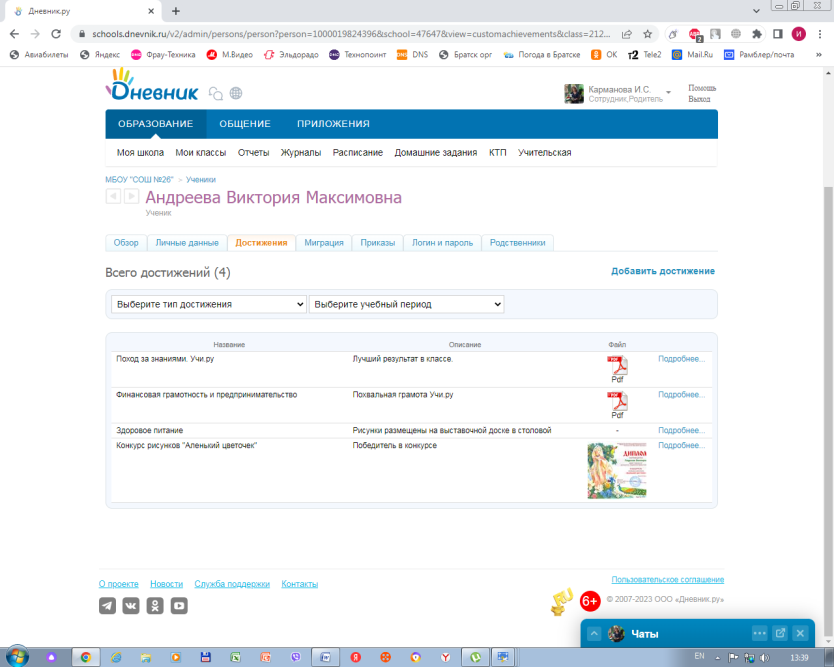 Дневник.ру
schools.dnevnik.ru/v2/admin/persons/person?person=1000019824396&school=47647&view=customachievements&class=212...
Авиабилеты Яндекс Фрау-Техника М.Видео Эльдорадо Технопоинт DNS Братск орг Погода в Братске ОК Tele2 Mail.Ru Рамблер/почта »
Дневник
Карманова И.С.
Сотрудник,Родитель
Помощь
Выход
ОБРАЗОВАНИЕ ОБЩЕНИЕ ПРИЛОЖЕНИЯ
Моя школа Мои классы Отчеты Журналы Расписание Домашние задания КТП Учительская
МБОУ "СОШ №26" > Ученики
Андреева Виктория Максимовна
Ученик
Обзор Личные данные Достижения Миграция Приказы Логин и пароль Родственники
Всего достижений (4) Добавить достижение
Выберите тип достижения Выберите учебный период
Название Описание Файл
Поход за знаниями. Учи.ру Лучший результат в классе. Подробнее...
Pdf
Финансовая грамотность и предпринимательство Похвальная грамота Учи.ру Подробнее...
Pdf
Здоровое питание Рисунки размещены на выставочной доске в столовой - Подробнее...
Конкурс рисунков "Аленький цветочек" Победитель в конкурсе Подробнее...
ДИПЛОМ
О проекте Новости Служба поддержки Контакты
Пользовательское соглашение
6+ © 2007-2023 ООО «Дневник.ру»
Чаты
EN 13:39